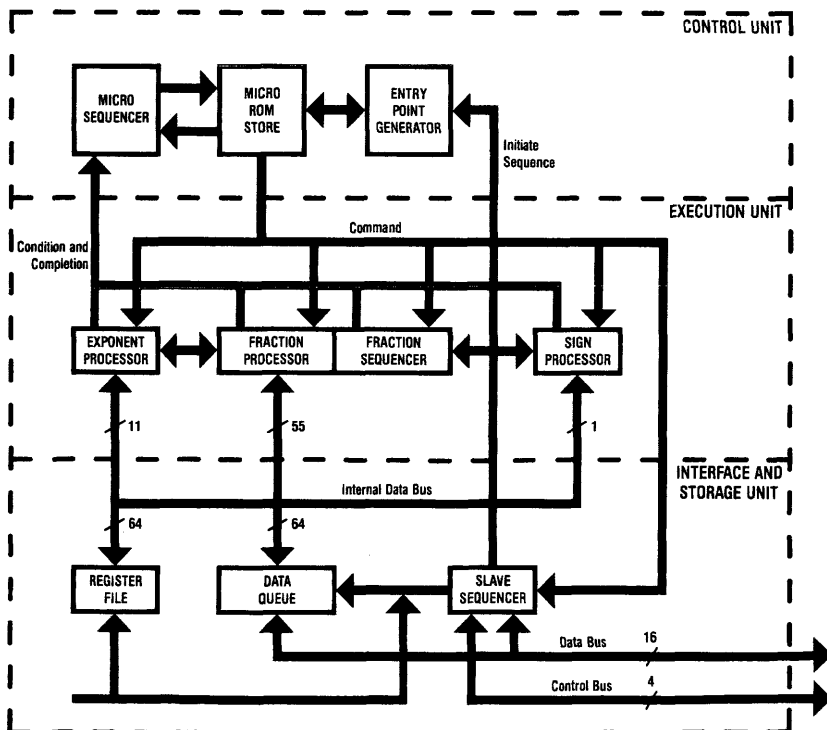 CONTROL UNIT
MICRO
SEQUENCER
MICRO
ROM
STORE
ENTRY
POINT
GENERATOR
Initiate
Sequence
EXECUTION UNIT
Command
Condition and
Completion
EXPONENT
PROCESSOR
FRACTION
PROCESSOR
FRACTION
SEQUENCER
SIGN
PROCESSOR
11
55
1
INTERFACE AND
STORAGE UNIT
Internal Data Bus
64
64
REGISTER
FILE
DATA
QUEUE
SLAVE
SEQUENCER
Data Bus
16
Control Bus
4